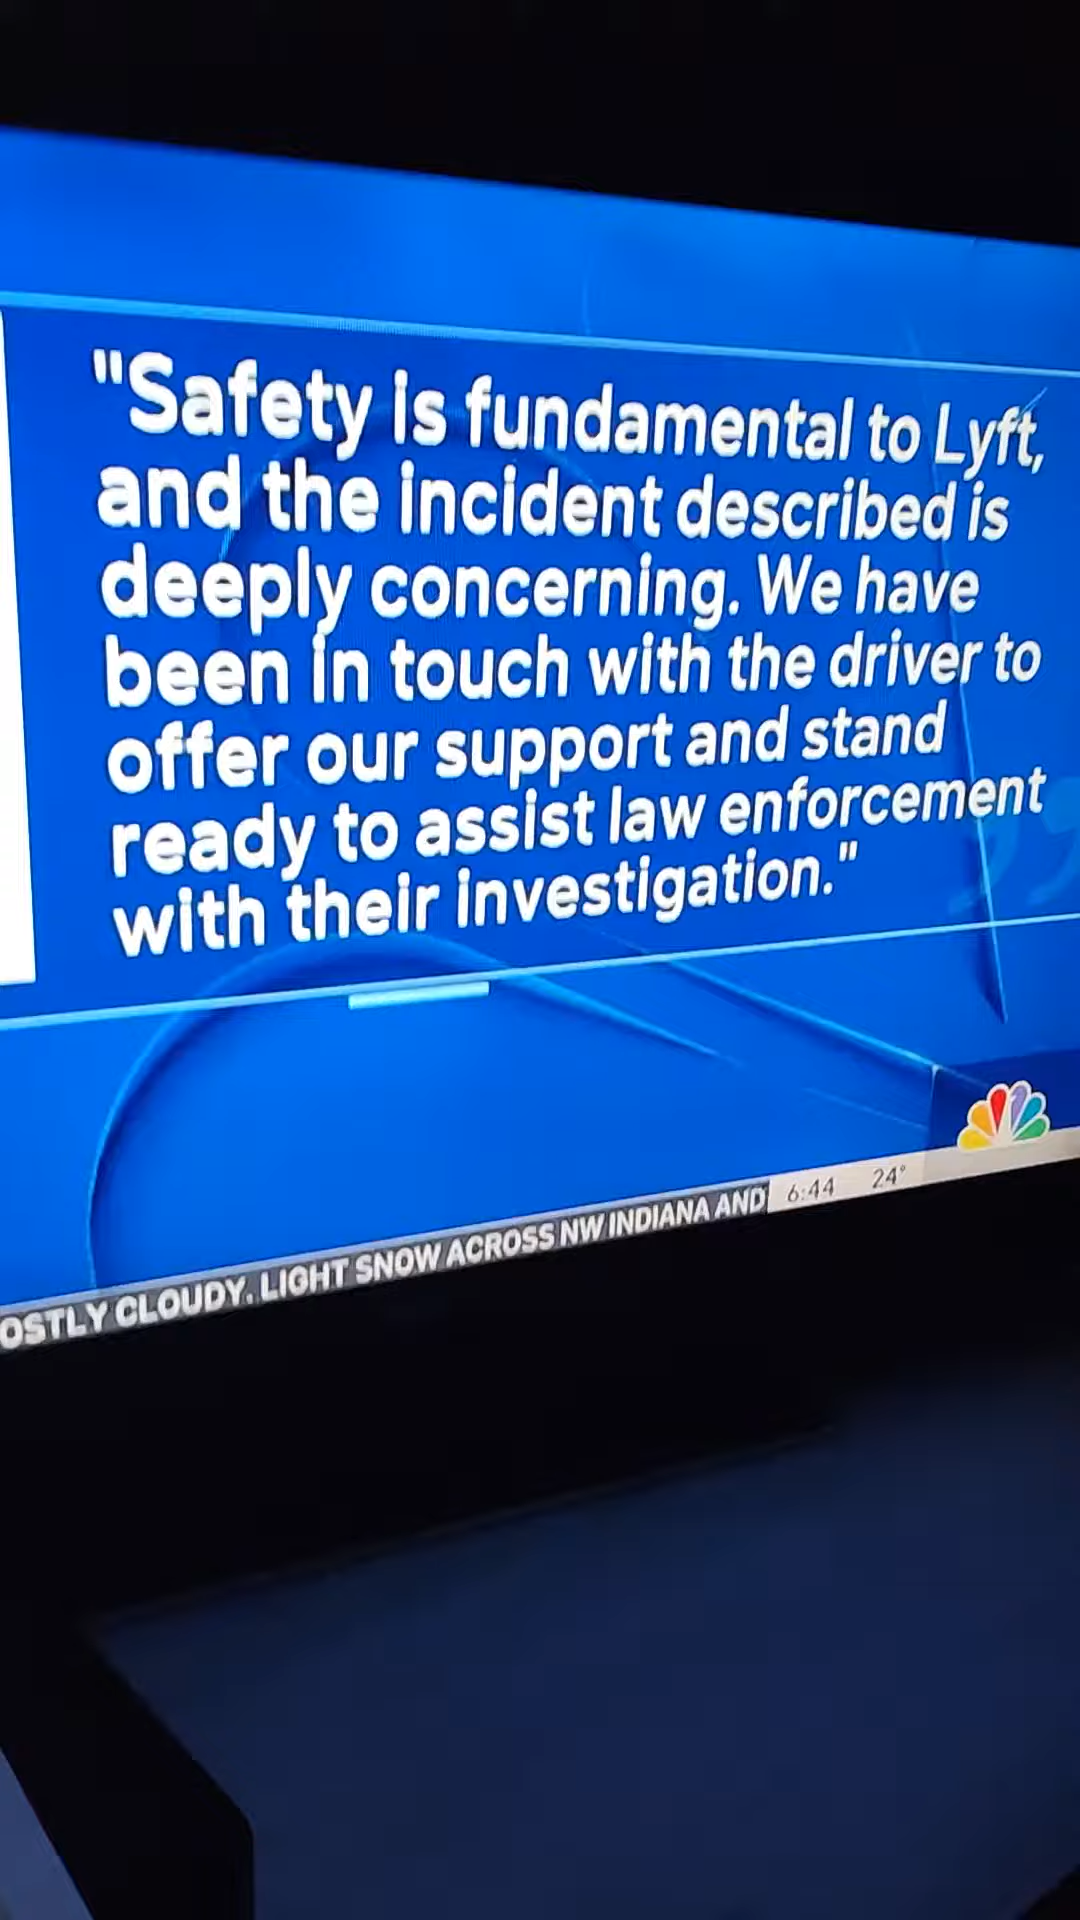 "Safety is fundamental to Lyft,
and the incident described is
deeply concerning. We have
been in touch with the driver to
offer our support and stand
ready to assist law enforcement
with their investigation."
6:44 24°
OSTLY CLOUDY. LIGHT SNOW ACROSS NW INDIANA AND